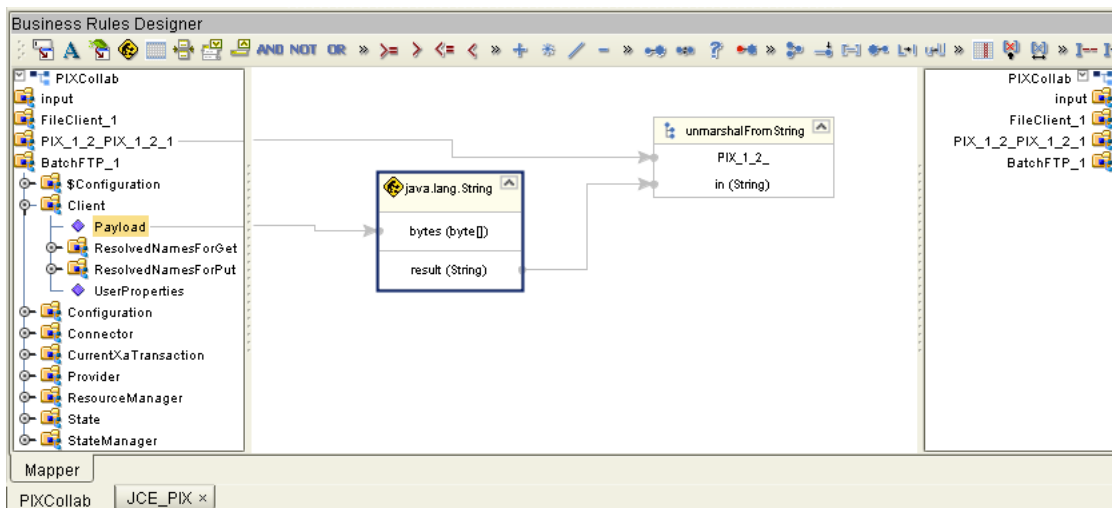 Business Rules Designer
A AND NOT OR » >= > <= < » + * / - » ? » »
PIXCollab
input
FileClient_1
PIX_1_2_PIX_1_2_1
BatchFTP_1
$Configuration
Client
Payload
ResolvedNamesForGet
ResolvedNamesForPut
UserProperties
Configuration
Connector
CurrentXaTransaction
Provider
ResourceManager
State
StateManager
java.lang.String
bytes (byte[])
result (String)
unmarshalFromString
PIX_1_2_
in (String)
PIXCollab
input
FileClient_1
PIX_1_2_PIX_1_2_1
BatchFTP_1
Mapper
PIXCollab JCE_PIX ×